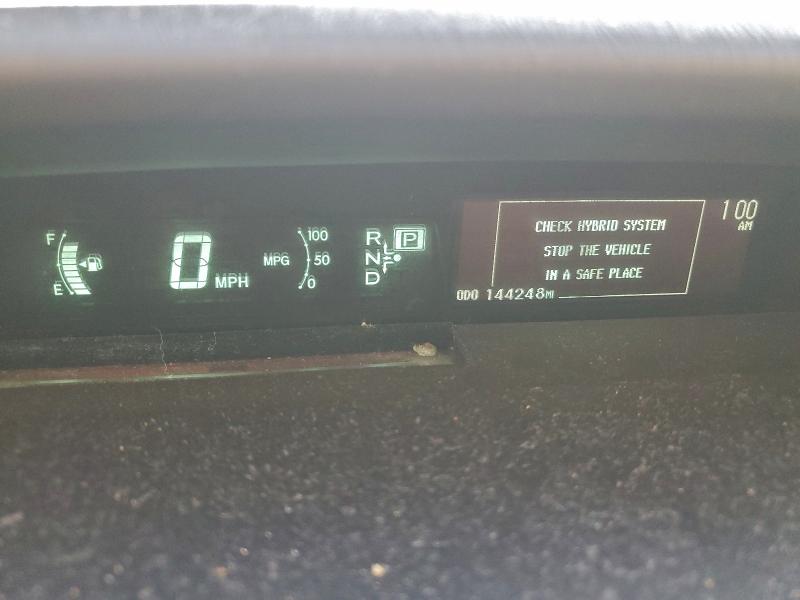 F
E
0 MPH
MPG
100
50
0
R P
N
D
CHECK HYBRID SYSTEM
STOP THE VEHICLE
IN A SAFE PLACE
ODO 144248MI
1 00
AM